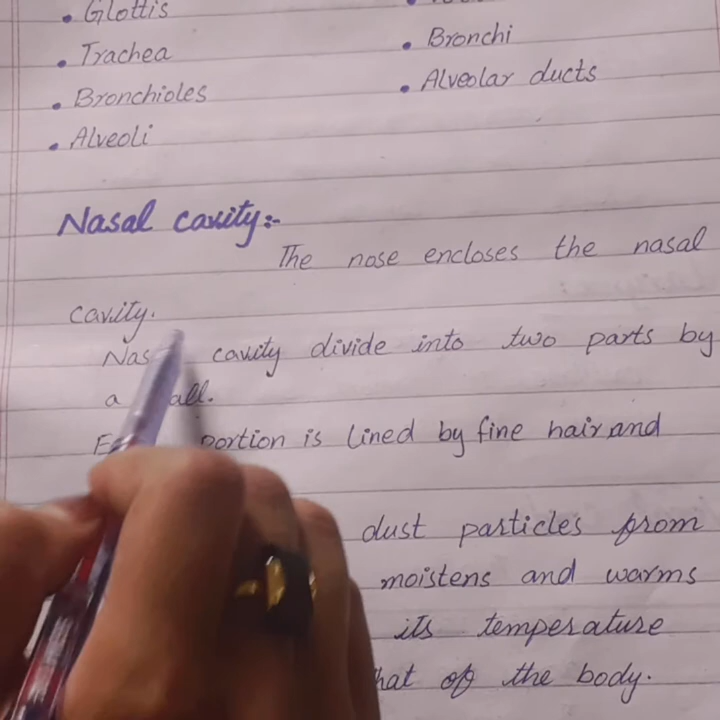 • Glottis
• Trachea
• Bronchi
• Bronchioles
• Alveolar ducts
• Alveoli
Nasal cavity:-
The nose encloses the nasal
cavity.
cavity divide into two parts by
a
is lined by fine hair and
dust particles from
moistens and warms
its temperature
of the body.